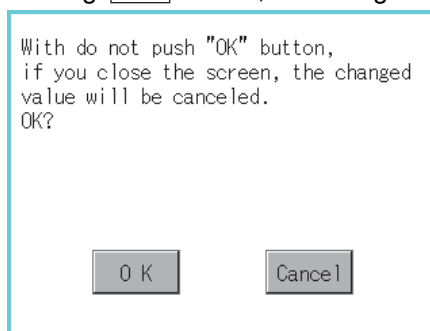 With do not push "OK" button,
if you close the screen, the changed
value will be canceled.
OK?
O K
Cancel